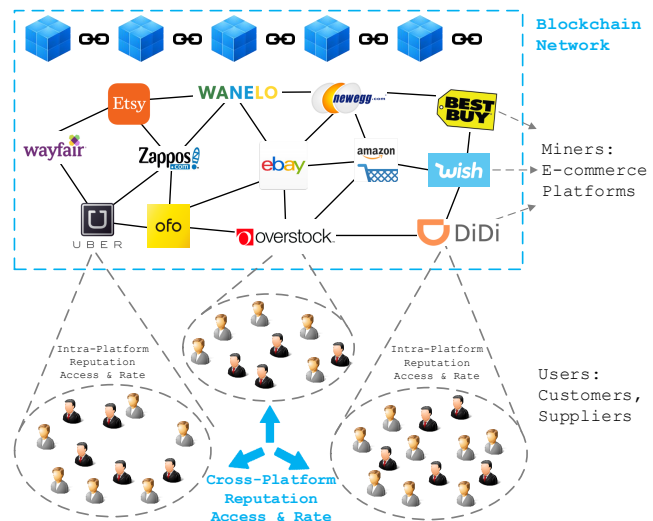 Blockchain
Network
Etsy
WANELO
newegg.com
BEST
BUY
wayfair
Zappos
.com
ebay
amazon
wish
Miners:
E-commerce
Platforms
U
UBER
ofo
overstock
DiDi
Intra-Platform
Reputation
Access & Rate
Intra-Platform
Reputation
Access & Rate
Users:
Customers,
Suppliers
Cross-Platform
Reputation
Access & Rate